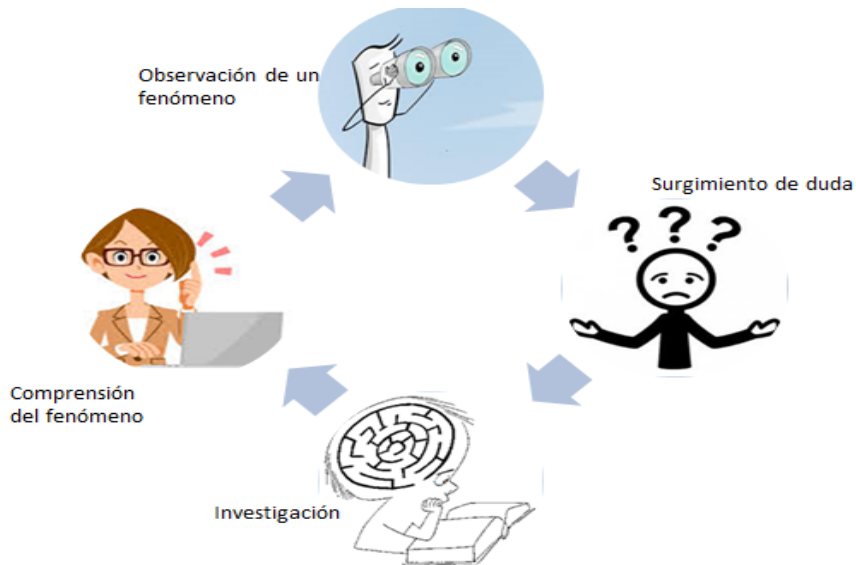 Observación de un
fenómeno
Surgimiento de duda
? ? ?
Comprensión
del fenómeno
Investigación